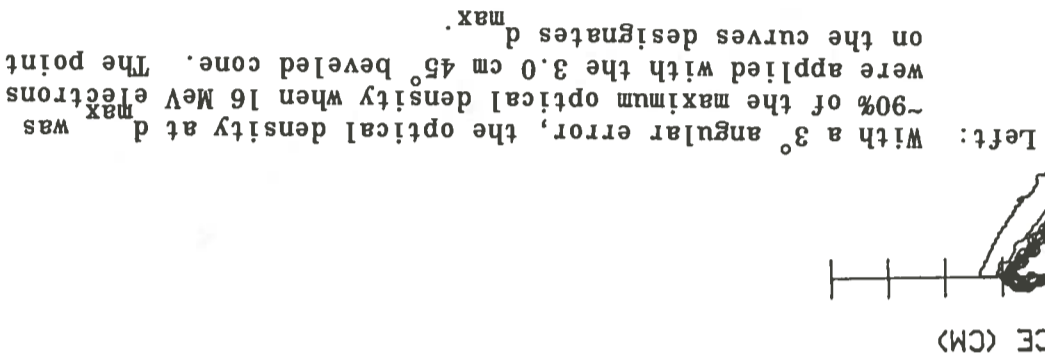 CE (CM)
Left: With a 3° angular error, the optical density at d_max was
~90% of the maximum optical density when 16 MeV electrons
were applied with the 3.0 cm 45° beveled cone. The point
on the curves designates d_max.